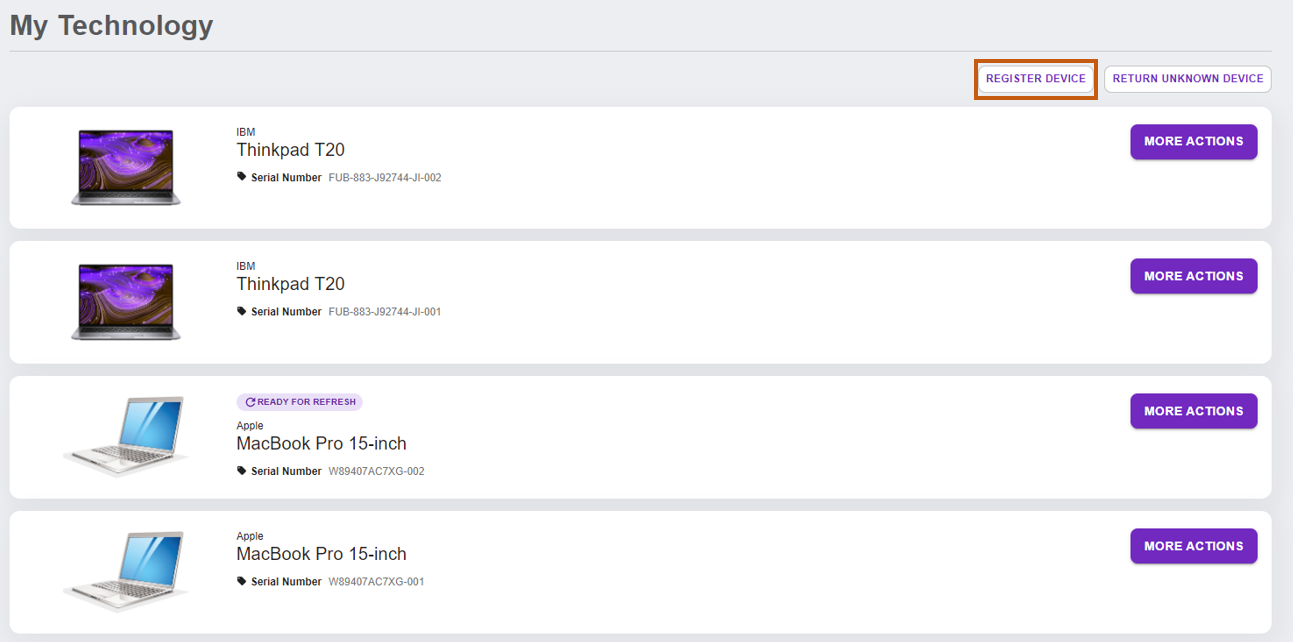 My Technology
REGISTER DEVICE
RETURN UNKNOWN DEVICE
IBM
Thinkpad T20
Serial Number FUB-883-J92744-JI-002
MORE ACTIONS
IBM
Thinkpad T20
Serial Number FUB-883-J92744-JI-001
MORE ACTIONS
READY FOR REFRESH
Apple
MacBook Pro 15-inch
Serial Number W89407AC7XG-002
MORE ACTIONS
Apple
MacBook Pro 15-inch
Serial Number W89407AC7XG-001
MORE ACTIONS